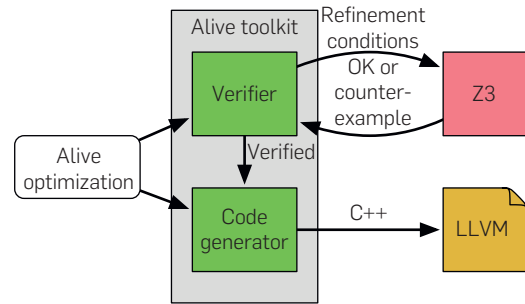 Alive toolkit
Refinement
conditions
Verifier
OK or
counter-
example
Z3
Verified
Alive
optimization
Code
generator
C++
LLVM